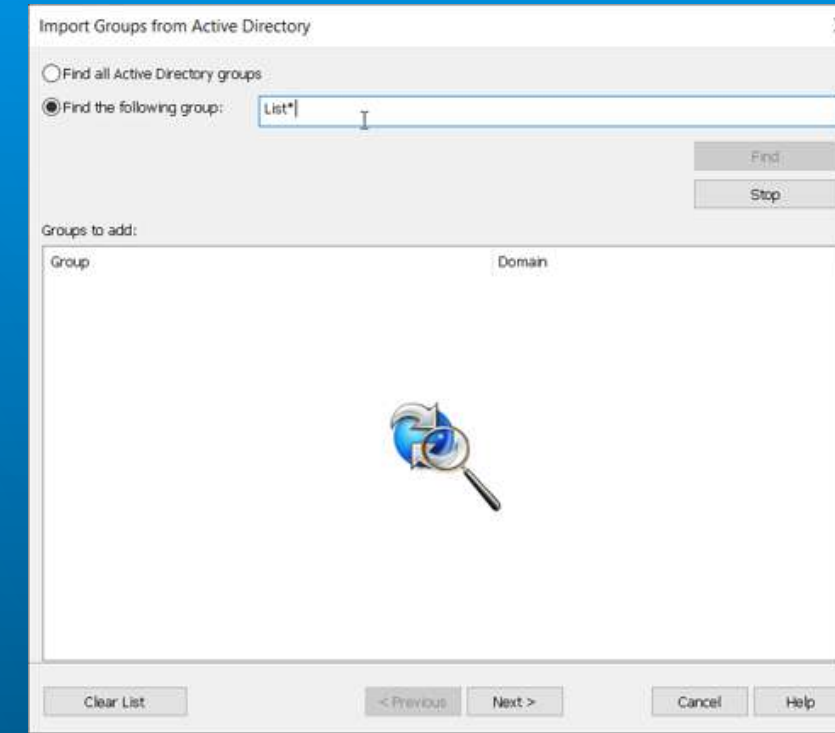 Import Groups from Active Directory
Find all Active Directory groups
Find the following group: List*
Find
Stop
Groups to add:
Group Domain
Clear List < Previous Next > Cancel Help